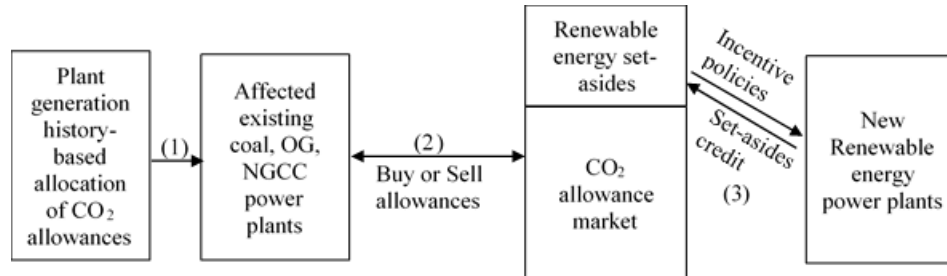 Plant
generation
history-
based
allocation
of CO₂
allowances
(1)
Affected
existing
coal, OG,
NGCC
power
plants
(2)
Buy or Sell
allowances
Renewable
energy set-
asides
CO₂
allowance
market
Incentive
policies
Set-asides
credit
(3)
New
Renewable
energy
power plants